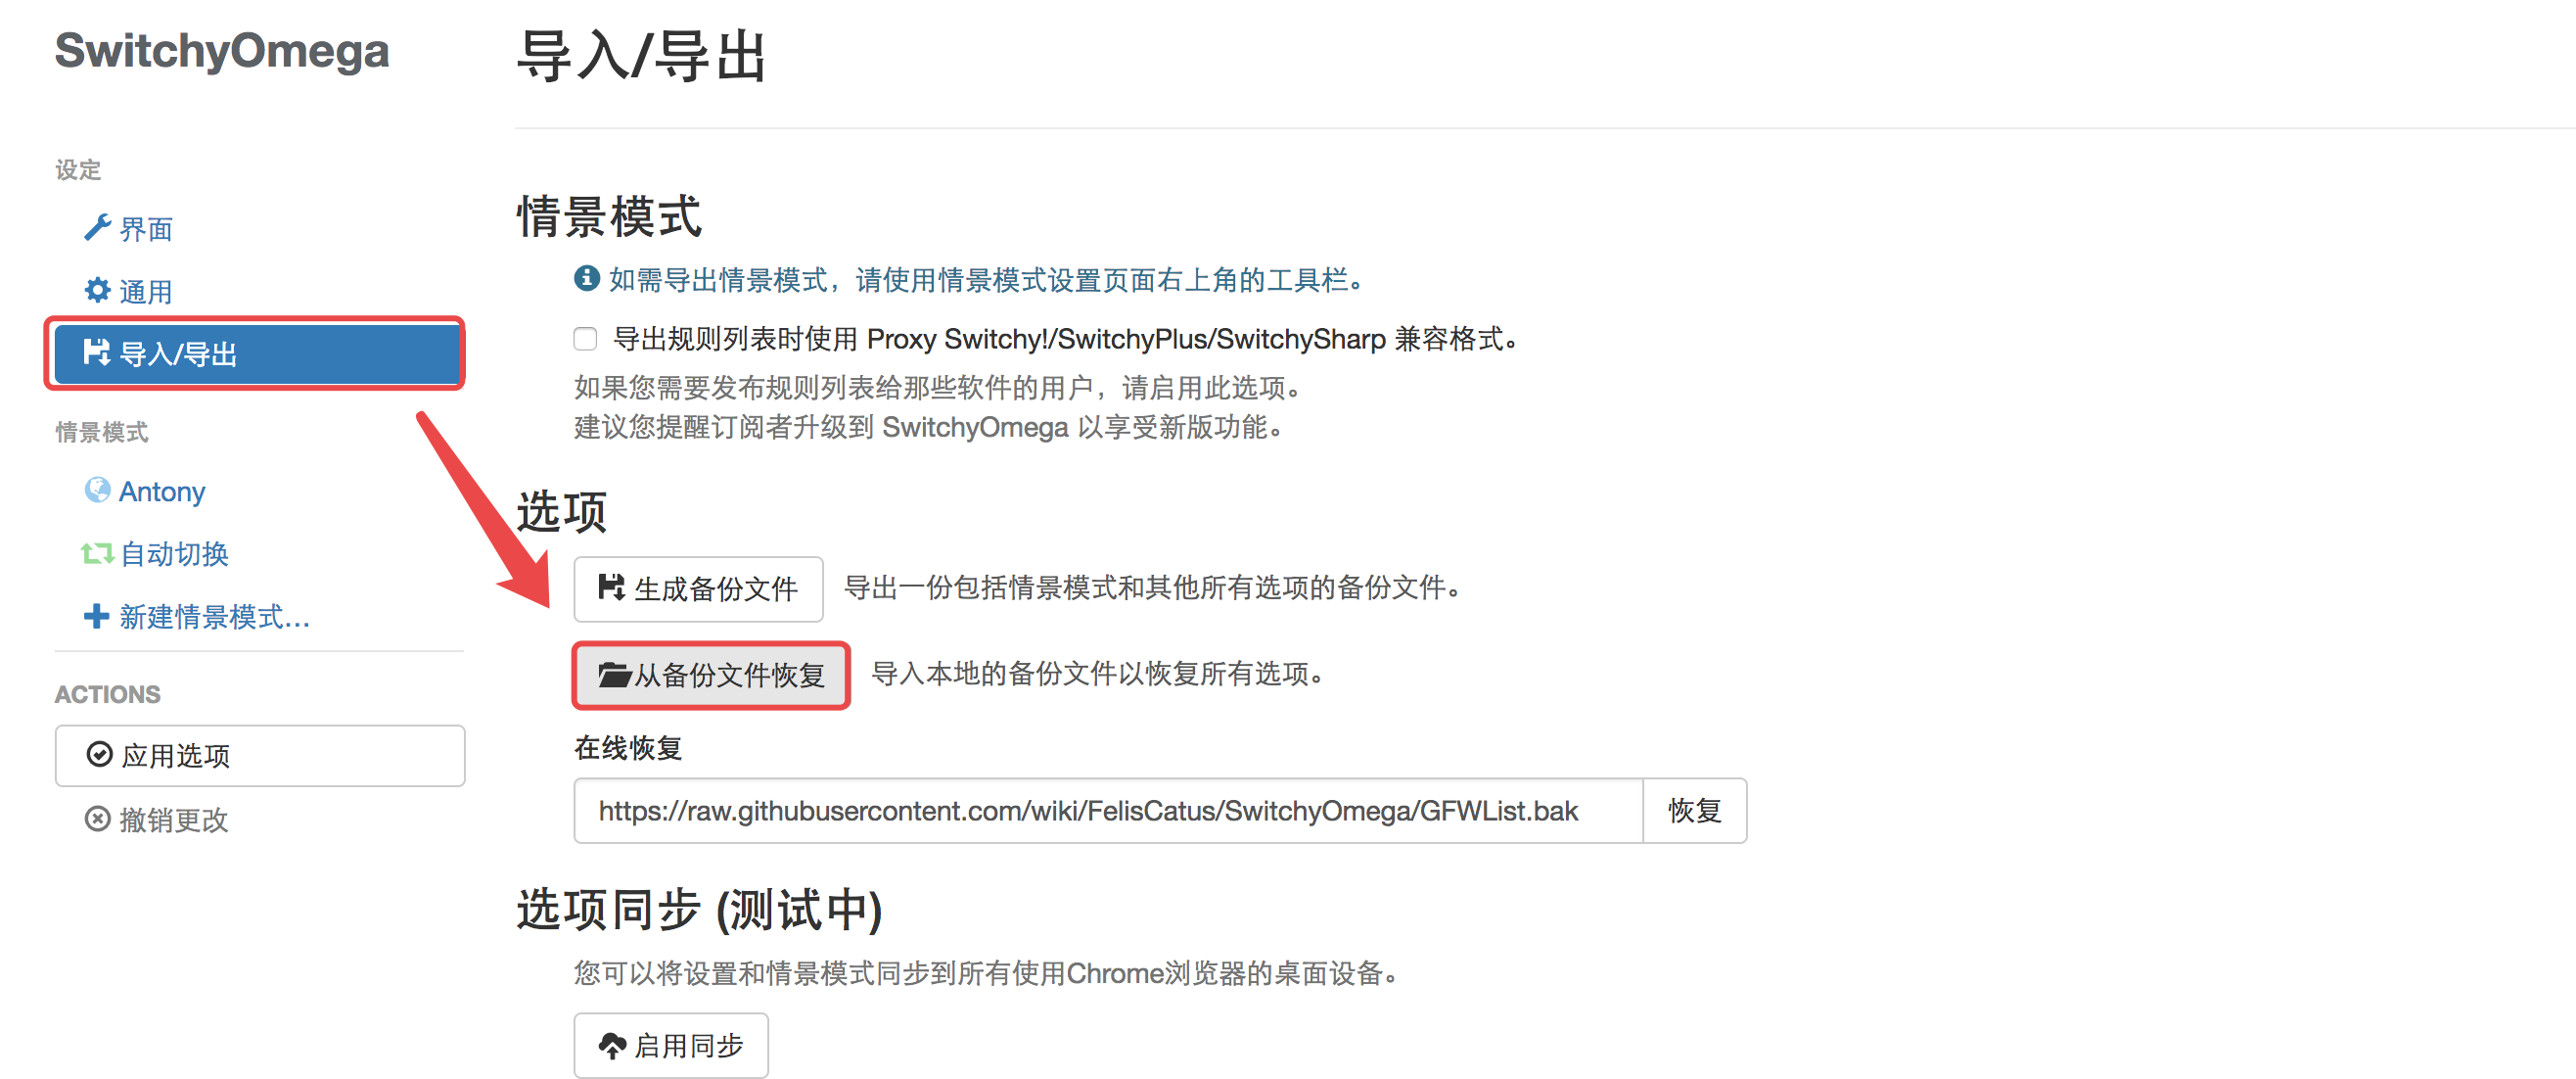 SwitchyOmega
设定
界面
通用
导入/导出
情景模式
Antony
自动切换
新建情景模式...
ACTIONS
应用选项
撤销更改
导入/导出
情景模式
如需导出情景模式，请使用情景模式设置页面右上角的工具栏。
导出规则列表时使用 Proxy Switchy!/SwitchyPlus/SwitchySharp 兼容格式。
如果您需要发布规则列表给那些软件的用户，请启用此选项。
建议您提醒订阅者升级到 SwitchyOmega 以享受新版功能。
选项
生成备份文件 导出一份包括情景模式和其他所有选项的备份文件。
从备份文件恢复 导入本地的备份文件以恢复所有选项。
在线恢复
https://raw.githubusercontent.com/wiki/FelisCatus/SwitchyOmega/GFWList.bak 恢复
选项同步 (测试中)
您可以将设置和情景模式同步到所有使用Chrome浏览器的桌面设备。
启用同步